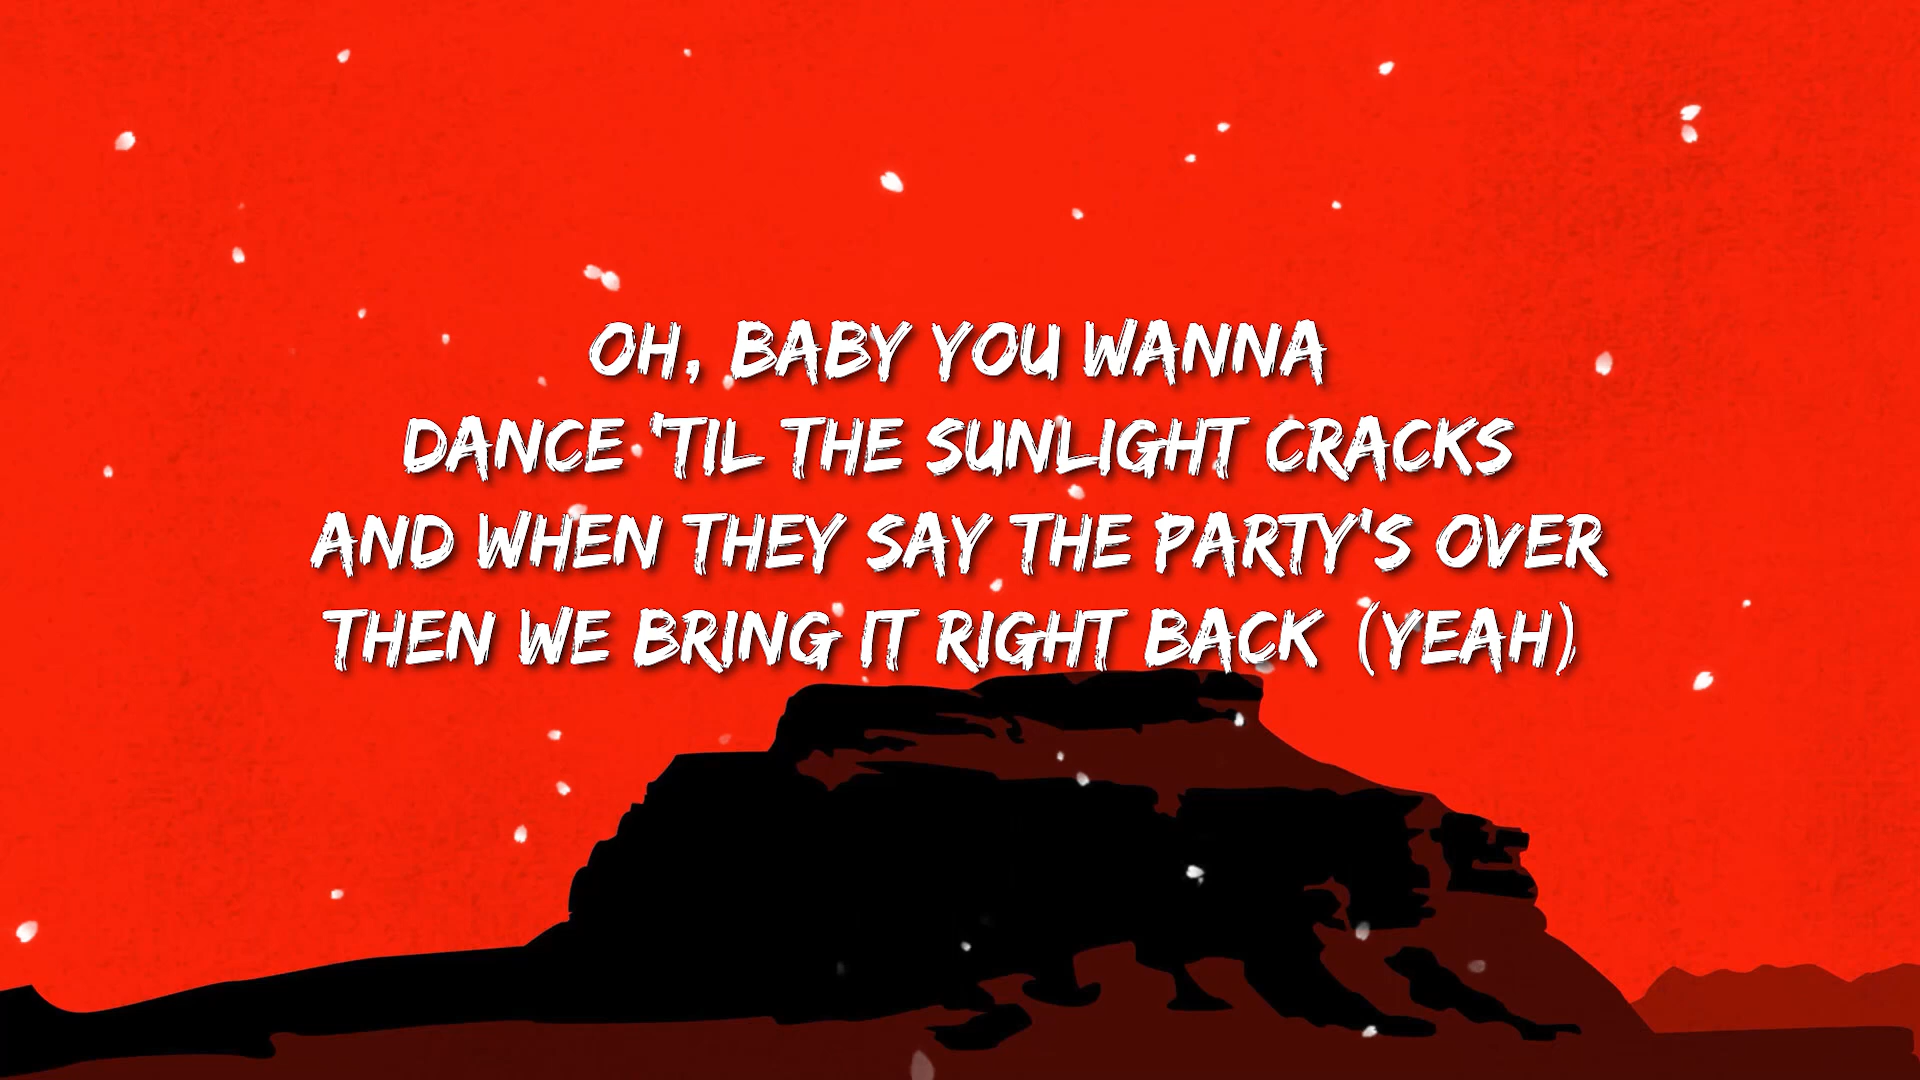 OH, BABY YOU WANNA
DANCE 'TIL THE SUNLIGHT CRACKS
AND WHEN THEY SAY THE PARTY'S OVER
THEN WE BRING IT RIGHT BACK (YEAH)